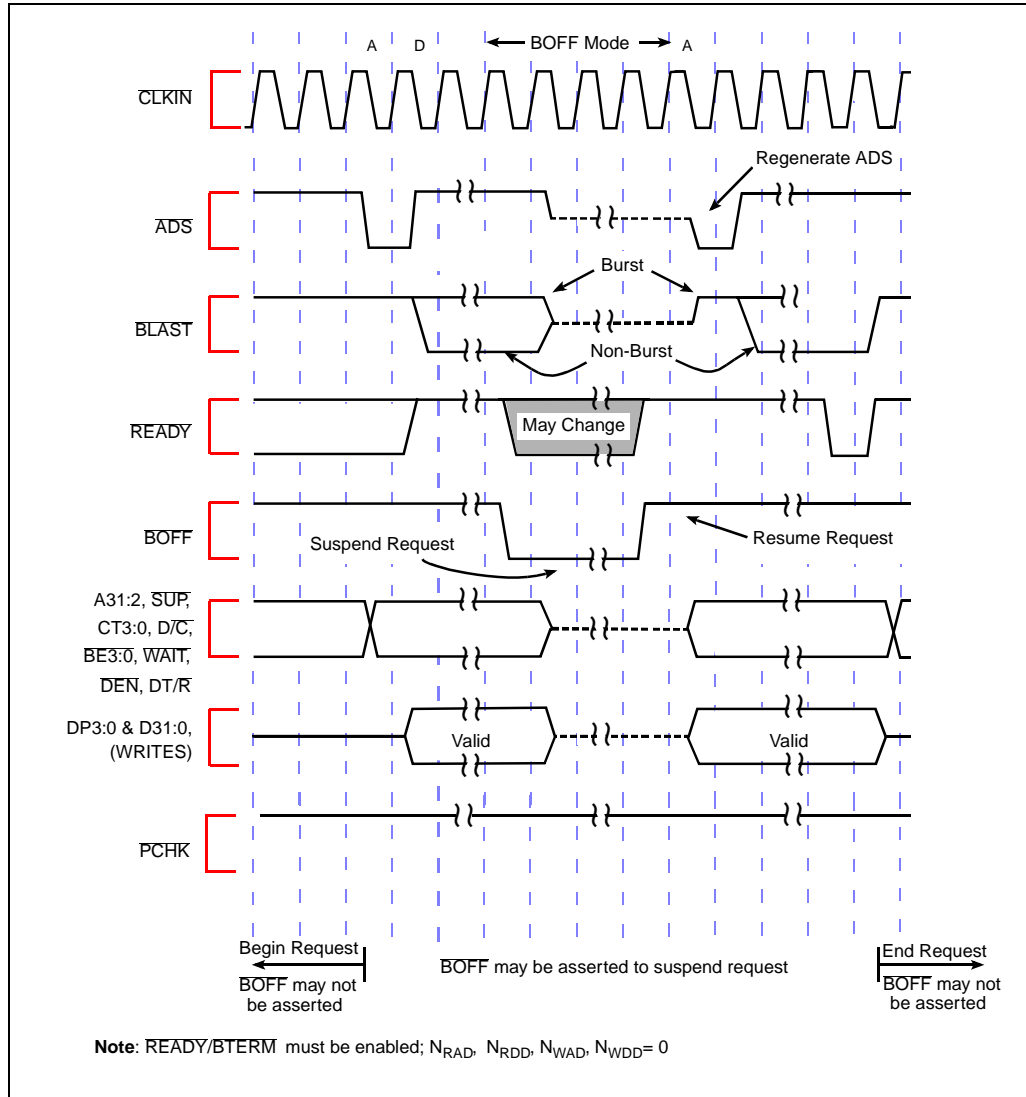 A D BOFF Mode A
CLKIN
Regenerate ADS
ADS
Burst
BLAST
Non-Burst
READY
May Change
BOFF
Suspend Request
Resume Request
A31:2, SUP,
CT3:0, D/C,
BE3:0, WAIT,
DEN, DT/R
DP3:0 & D31:0,
(WRITES)
Valid Valid
PCHK
Begin Request
BOFF may not
be asserted
BOFF may be asserted to suspend request
End Request
BOFF may not
be asserted
Note: READY/BTERM must be enabled; NRAD, NRDD, NWAD, NWDD= 0